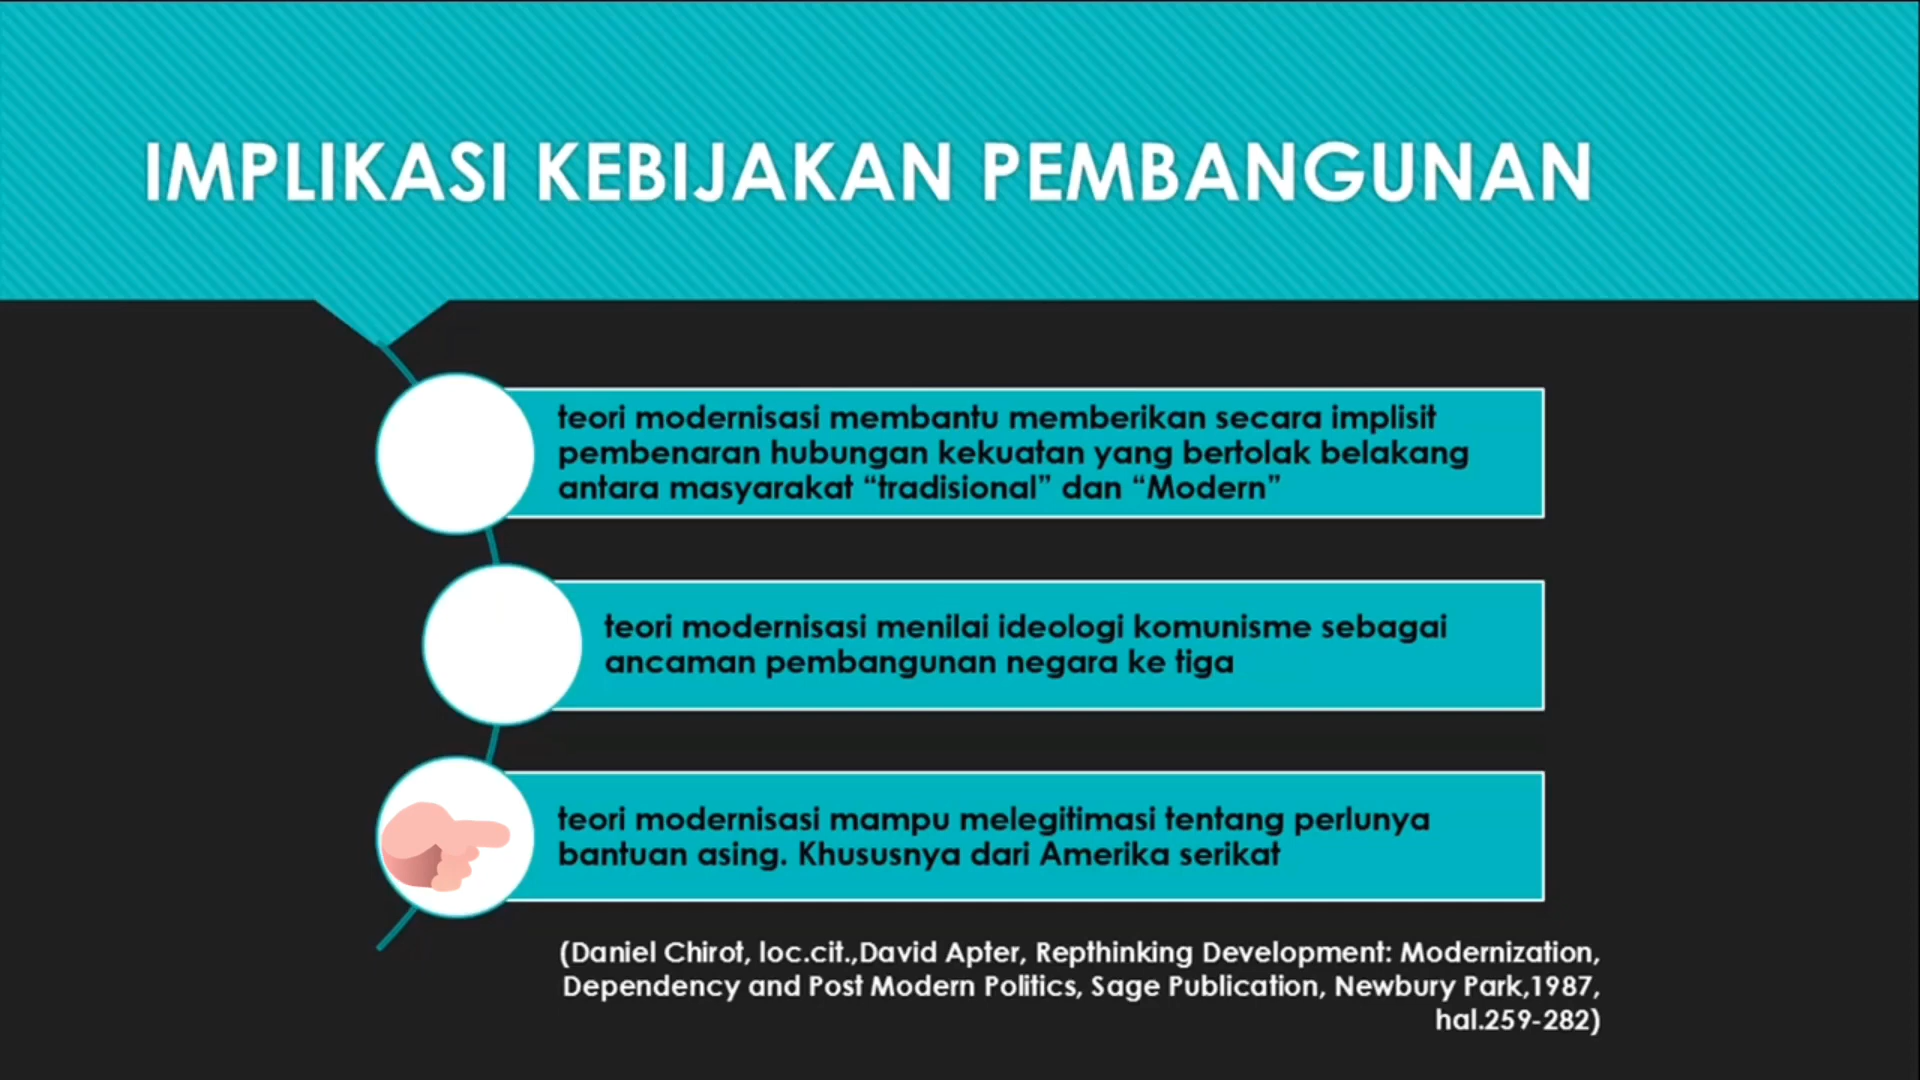 IMPLIKASI KEBIJAKAN PEMBANGUNAN
teori modernisasi membantu memberikan secara implisit
pembenaran hubungan kekuatan yang bertolak belakang
antara masyarakat “tradisional” dan “Modern”
teori modernisasi menilai ideologi komunisme sebagai
ancaman pembangunan negara ke tiga
teori modernisasi mampu melegitimasi tentang perlunya
bantuan asing. Khususnya dari Amerika serikat
(Daniel Chirot, loc.cit.,David Apter, Repthinking Development: Modernization,
Dependency and Post Modern Politics, Sage Publication, Newbury Park,1987,
hal.259-282)